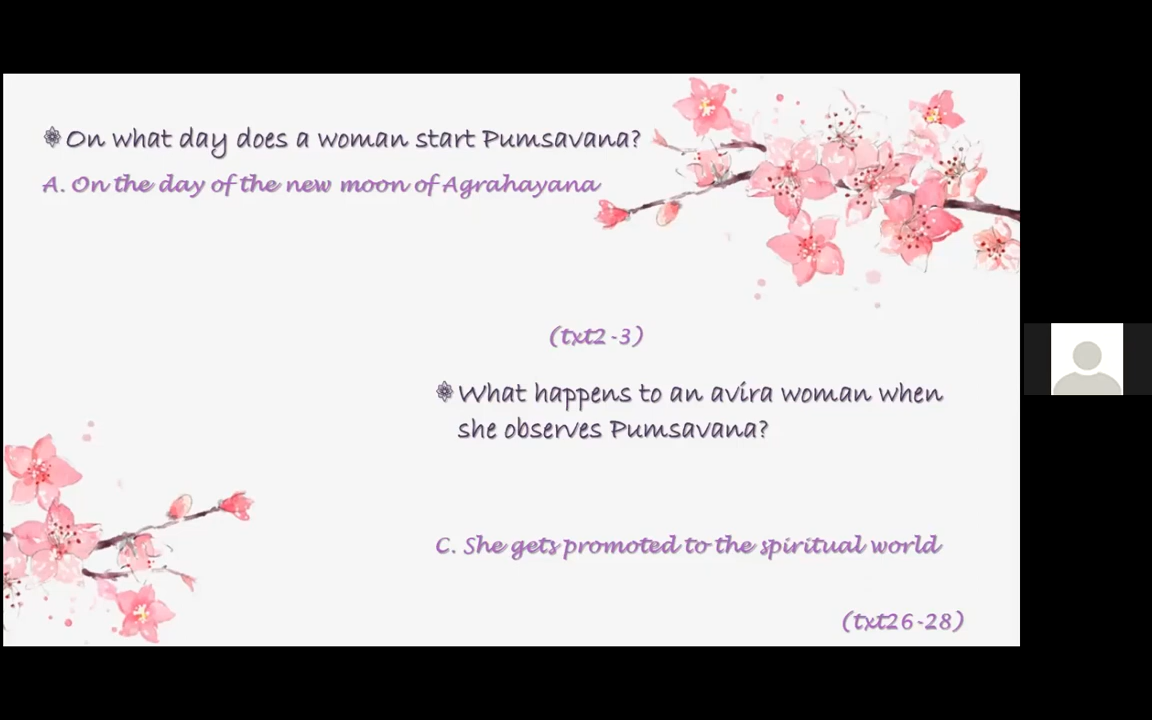 On what day does a woman start Pumsavana?
A. On the day of the new moon of Agrahayana
(txt2-3)
What happens to an avira woman when
she observes Pumsavana?
C. She gets promoted to the spiritual world
(txt26-28)